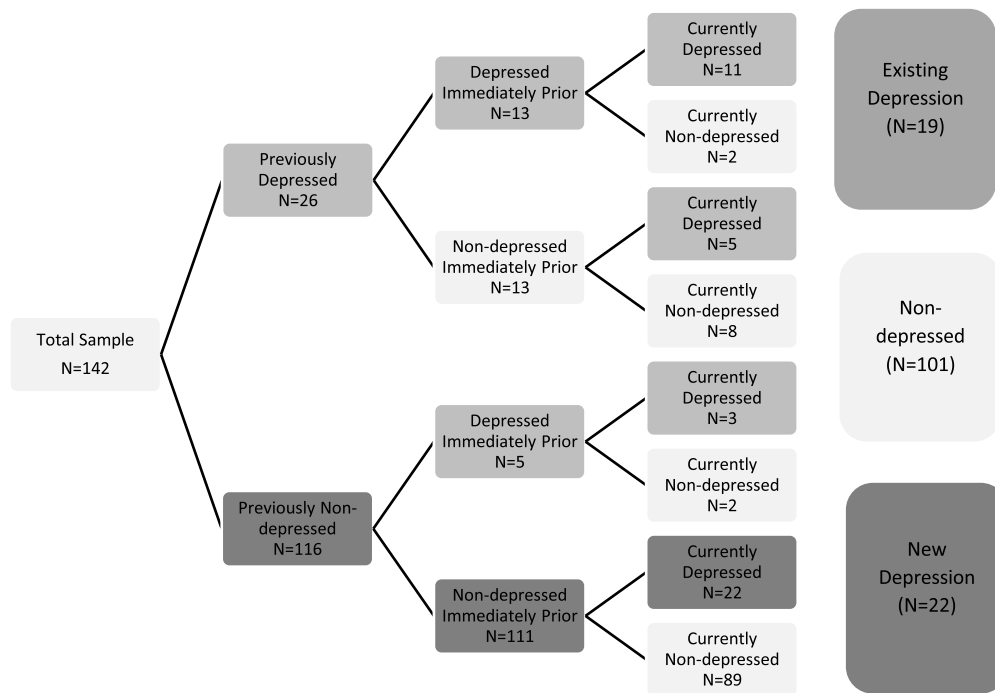 Total Sample
N=142
Previously
Depressed
N=26
Previously Non-
depressed
N=116
Depressed
Immediately Prior
N=13
Non-depressed
Immediately Prior
N=13
Depressed
Immediately Prior
N=5
Non-depressed
Immediately Prior
N=111
Currently
Depressed
N=11
Currently
Non-depressed
N=2
Currently
Depressed
N=5
Currently
Non-depressed
N=8
Currently
Depressed
N=3
Currently
Non-depressed
N=2
Currently
Depressed
N=22
Currently
Non-depressed
N=89
Existing
Depression
(N=19)
Non-
depressed
(N=101)
New
Depression
(N=22)